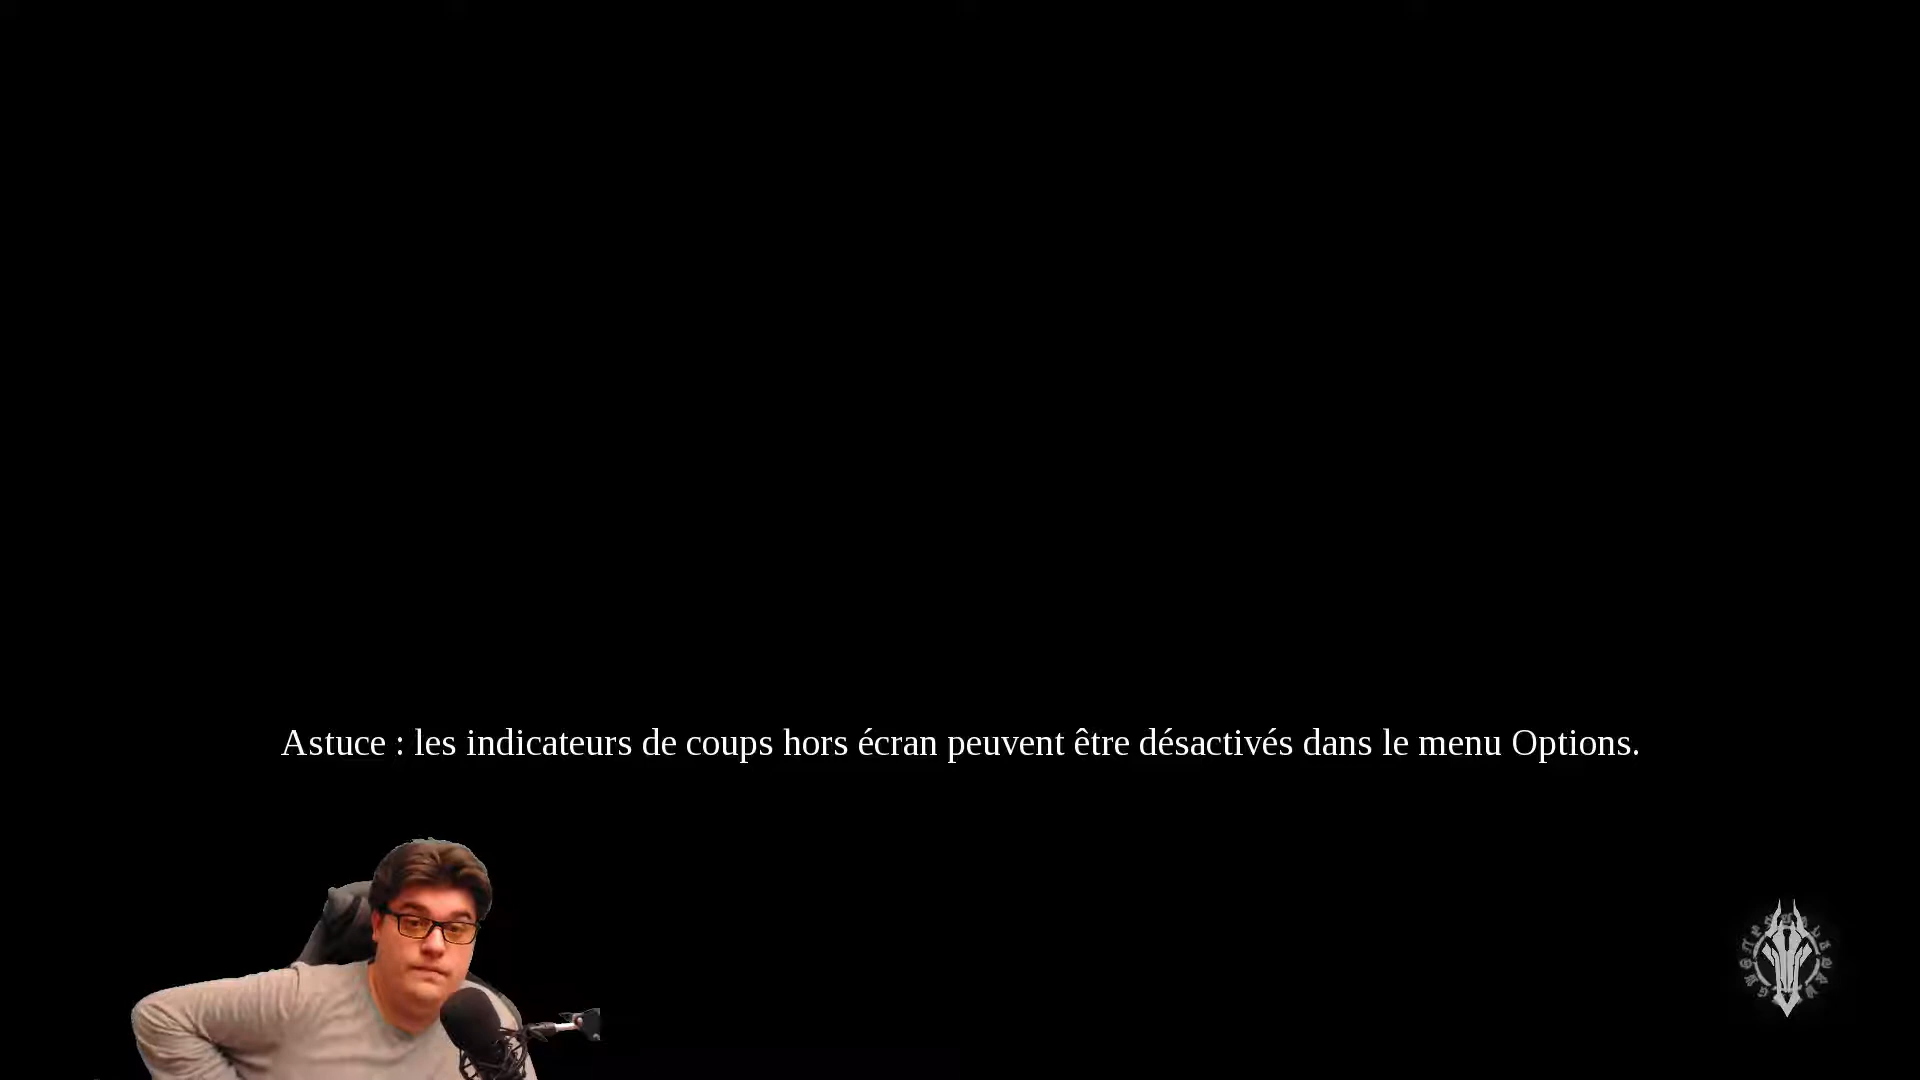 Astuce : les indicateurs de coups hors écran peuvent être désactivés dans le menu Options.